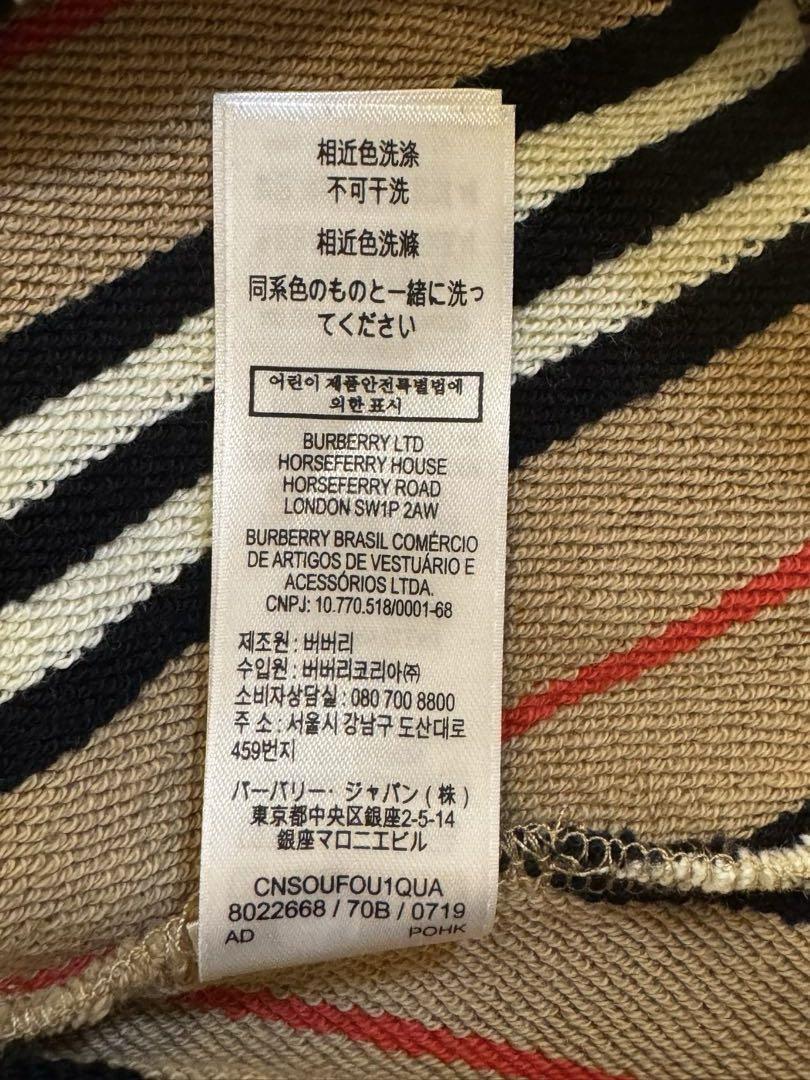 相近色洗涤
不可干洗
相近色洗滌
同系色のものと一緒に洗っ
てください
어린이 제품안전특별법에
의한 표시
BURBERRY LTD
HORSEFERRY HOUSE
HORSEFERRY ROAD
LONDON SW1P 2AW
BURBERRY BRASIL COMÉRCIO
DE ARTIGOS DE VESTUÁRIO E
ACESSÓRIOS LTDA.
CNPJ: 10.770.518/0001-68
제조원 : 버버리
수입원 : 버버리코리아㈜
소비자상담실 : 080 700 8800
주 소 : 서울시 강남구 도산대로
459번지
バーバリー・ジャパン ( 株 )
東京都中央区銀座2-5-14
銀座マロニエビル
CNSOUFOU1QUA
8022668 / 70B / 0719
AD POHK